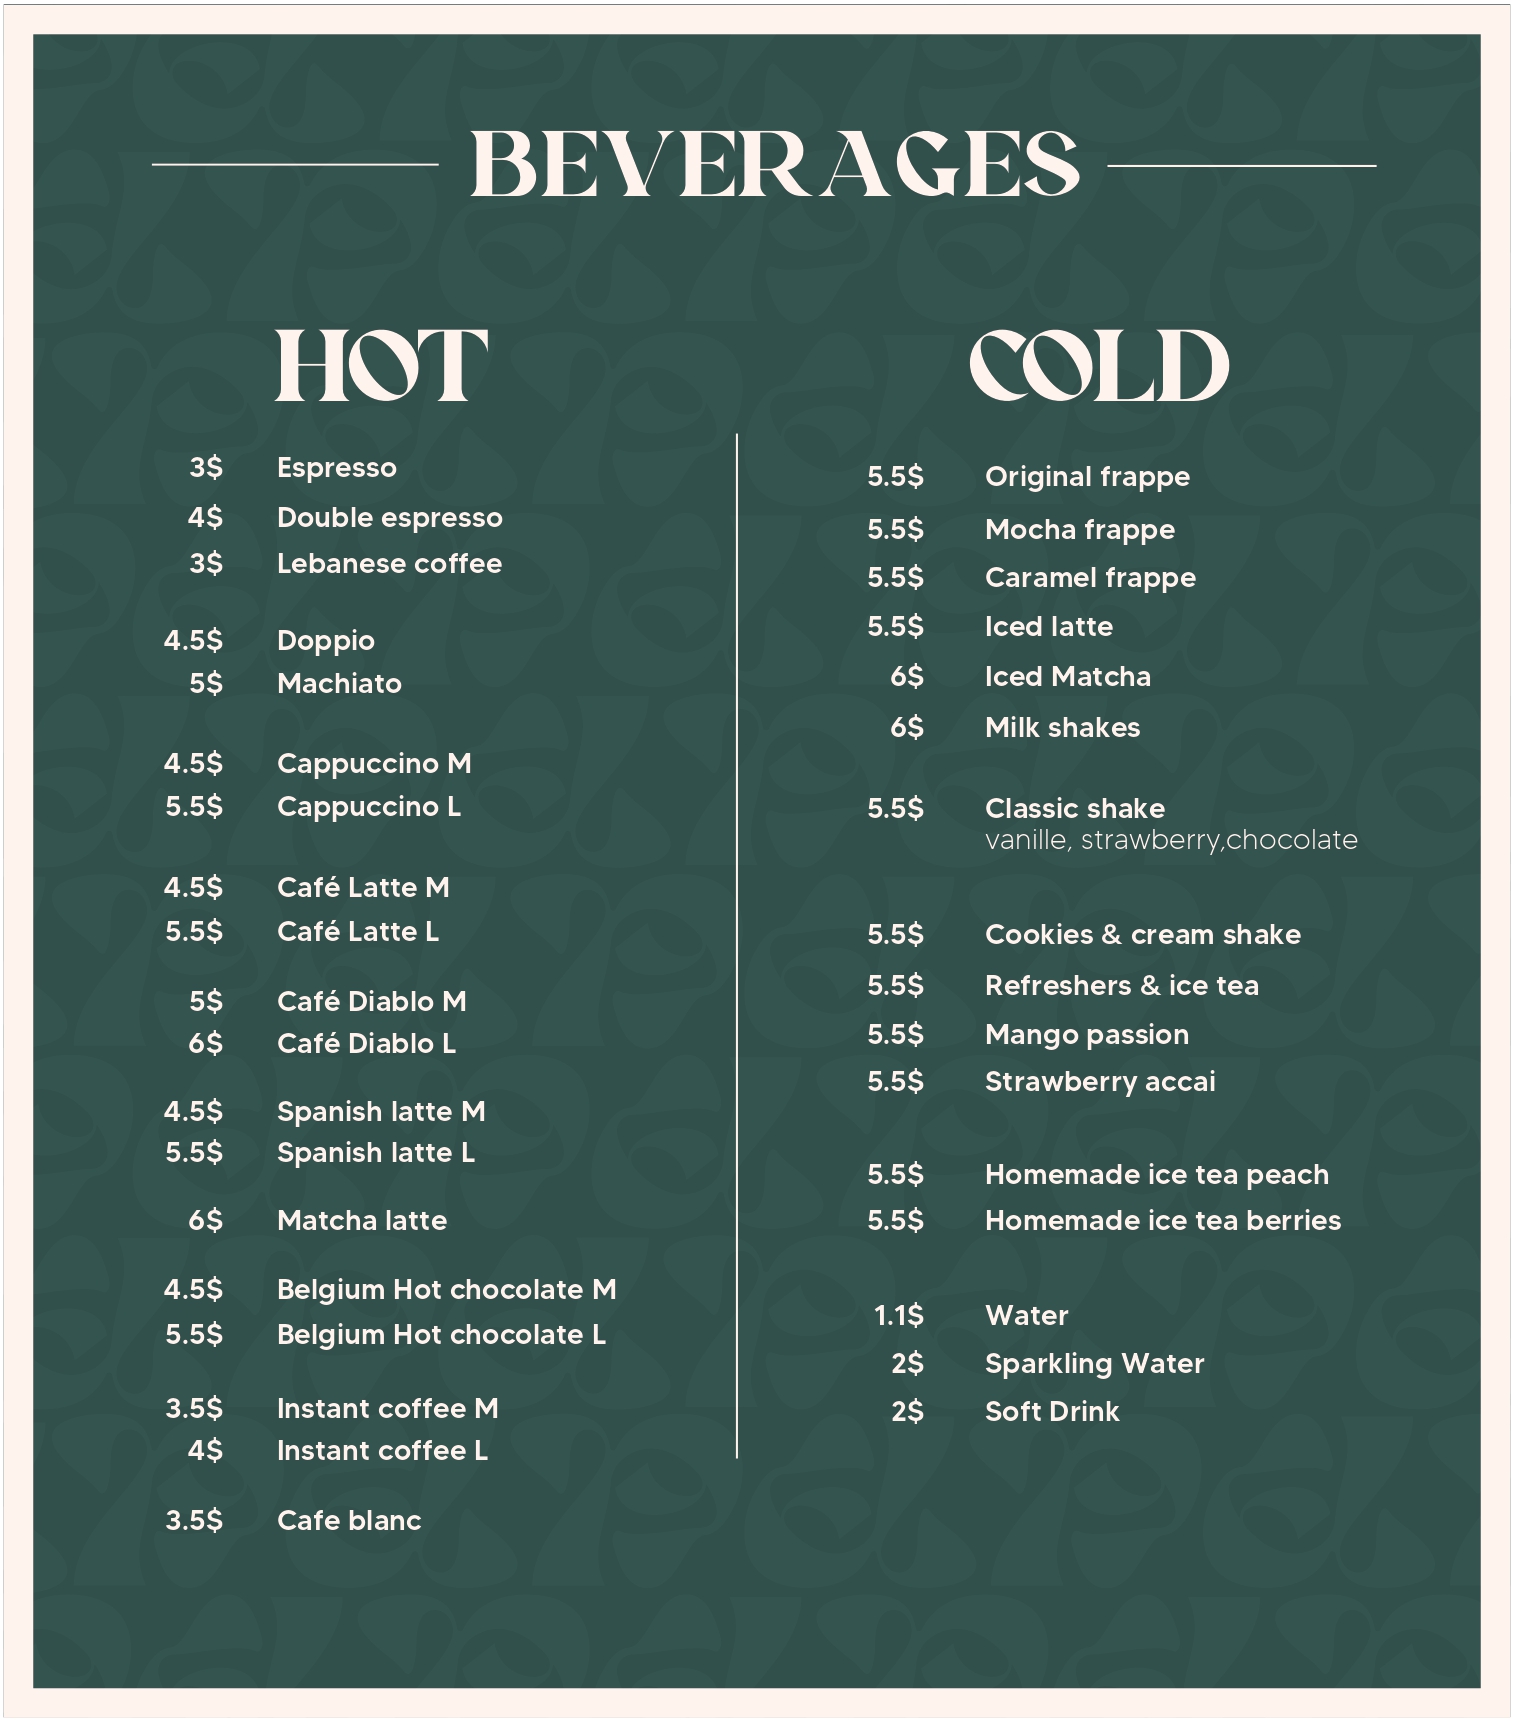 BEVERAGES
HOT
3$ Espresso
4$ Double espresso
3$ Lebanese coffee
4.5$ Doppio
5$ Machiato
4.5$ Cappuccino M
5.5$ Cappuccino L
4.5$ Café Latte M
5.5$ Café Latte L
5$ Café Diablo M
6$ Café Diablo L
4.5$ Spanish latte M
5.5$ Spanish latte L
6$ Matcha latte
4.5$ Belgium Hot chocolate M
5.5$ Belgium Hot chocolate L
3.5$ Instant coffee M
4$ Instant coffee L
3.5$ Cafe blanc
COLD
5.5$ Original frappe
5.5$ Mocha frappe
5.5$ Caramel frappe
5.5$ Iced latte
6$ Iced Matcha
6$ Milk shakes
5.5$ Classic shake
vanille, strawberry,chocolate
5.5$ Cookies & cream shake
5.5$ Refreshers & ice tea
5.5$ Mango passion
5.5$ Strawberry accai
5.5$ Homemade ice tea peach
5.5$ Homemade ice tea berries
1.1$ Water
2$ Sparkling Water
2$ Soft Drink